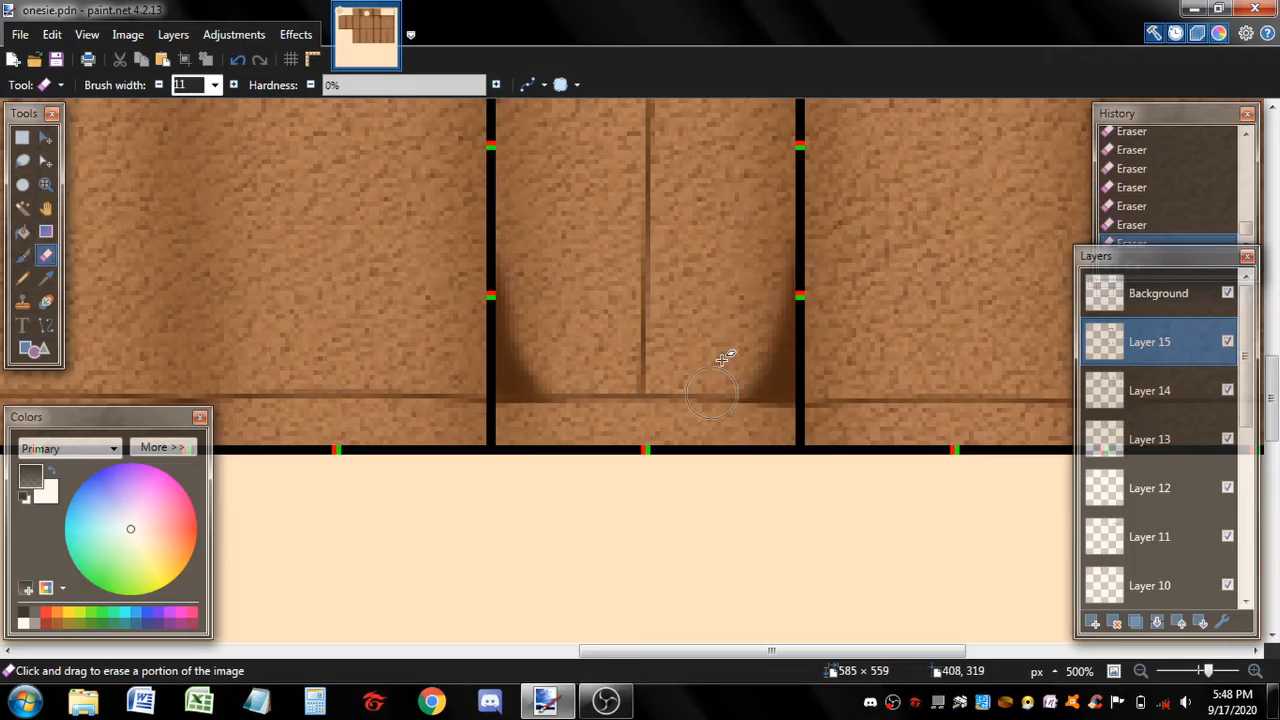 onesie.pdn - paint.net 4.2.13
File Edit View Image Layers Adjustments Effects
Tool: Brush width: 11 Hardness: 0%
Tools
History
Eraser
Eraser
Eraser
Eraser
Eraser
Eraser
Eraser
Layers
Background
Layer 15
Layer 14
Layer 13
Layer 12
Layer 11
Layer 10
Colors
Primary More >>
Click and drag to erase a portion of the image 585 × 559 408, 319 px 500%
5:48 PM
9/17/2020